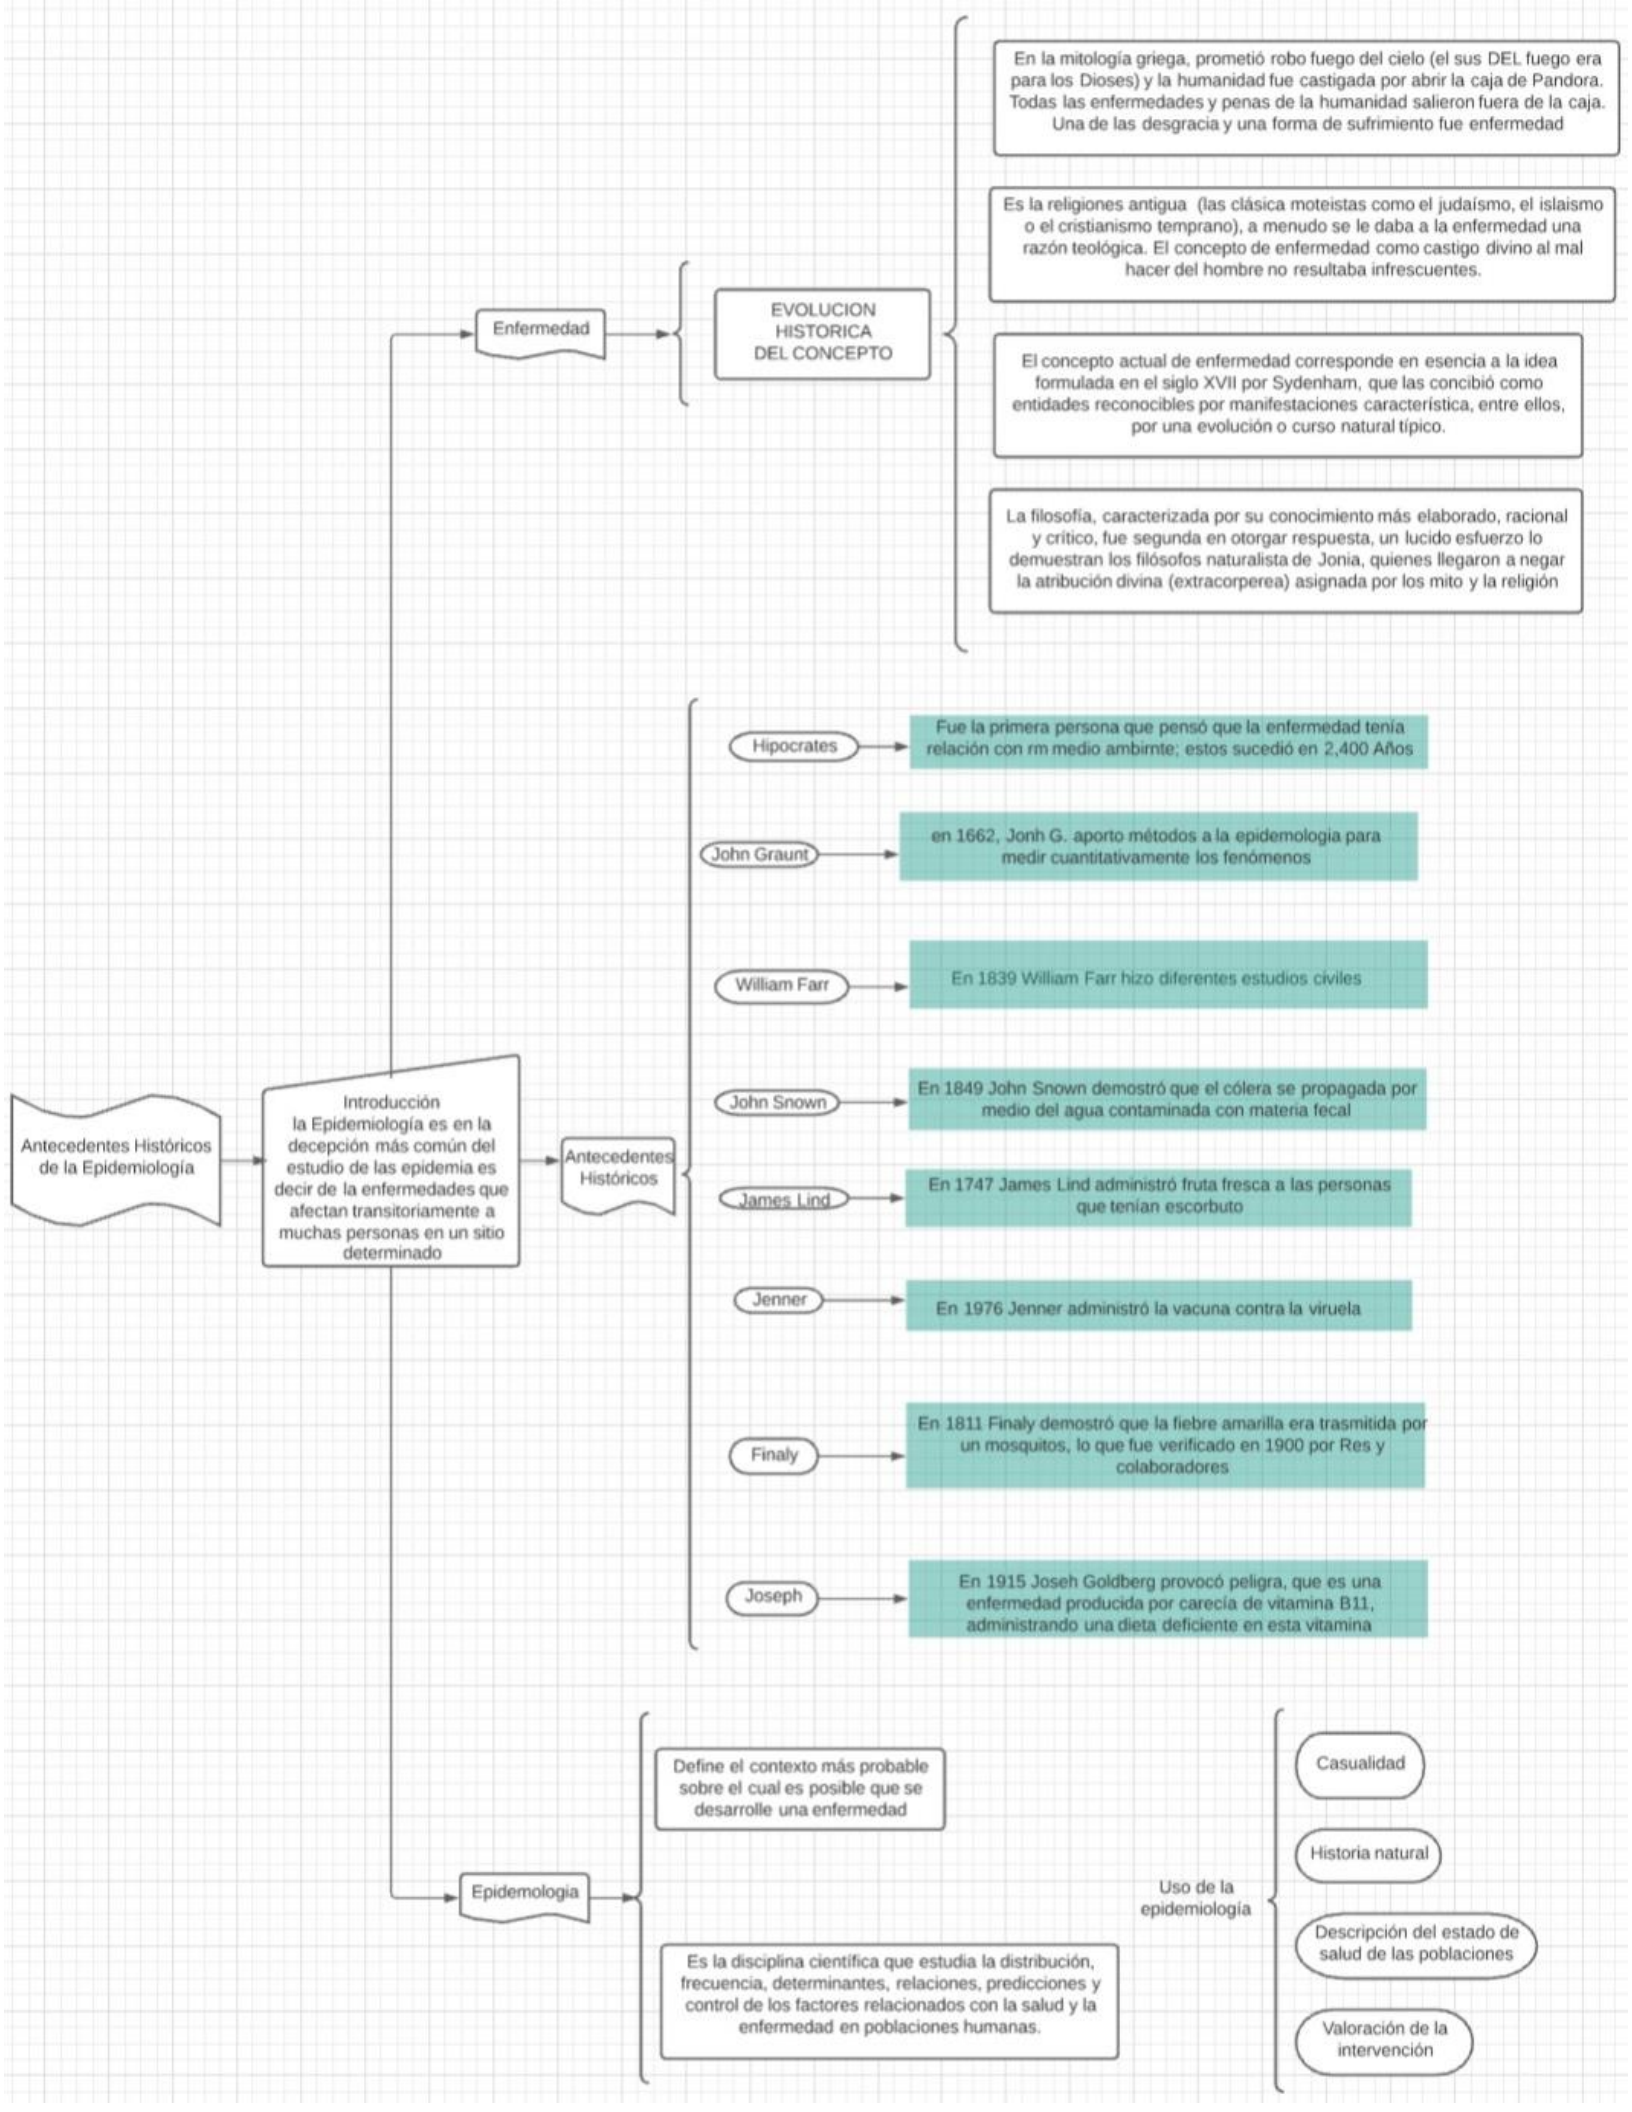 En la mitología griega, prometió robo fuego del cielo (el sus DEL fuego era
para los Dioses) y la humanidad fue castigada por abrir la caja de Pandora.
Todas las enfermedades y penas de la humanidad salieron fuera de la caja.
Una de las desgracia y una forma de sufrimiento fue enfermedad
Es la religiones antigua (las clásica moteistas como el judaísmo, el islaismo
o el cristianismo temprano), a menudo se le daba a la enfermedad una
razón teológica. El concepto de enfermedad como castigo divino al mal
hacer del hombre no resultaba infrescuentes.
Enfermedad
EVOLUCION
HISTORICA
DEL CONCEPTO
El concepto actual de enfermedad corresponde en esencia a la idea
formulada en el siglo XVII por Sydenham, que las concibió como
entidades reconocibles por manifestaciones característica, entre ellos,
por una evolución o curso natural típico.
La filosofía, caracterizada por su conocimiento más elaborado, racional
y crítico, fue segunda en otorgar respuesta, un lucido esfuerzo lo
demuestran los filósofos naturalista de Jonia, quienes llegaron a negar
la atribución divina (extracorperea) asignada por los mito y la religión
Hipocrates
Fue la primera persona que pensó que la enfermedad tenía
relación con rm medio ambirnte; estos sucedió en 2,400 Años
John Graunt
en 1662, Jonh G. aporto métodos a la epidemologia para
medir cuantitativamente los fenómenos
William Farr
En 1839 William Farr hizo diferentes estudios civiles
Antecedentes Históricos
de la Epidemiología
Introducción
la Epidemiología es en la
decepción más común del
estudio de las epidemia es
decir de la enfermedades que
afectan transitoriamente a
muchas personas en un sitio
determinado
Antecedentes
Históricos
John Snown
En 1849 John Snown demostró que el cólera se propagada por
medio del agua contaminada con materia fecal
James Lind
En 1747 James Lind administró fruta fresca a las personas
que tenían escorbuto
Jenner
En 1976 Jenner administró la vacuna contra la viruela
Finaly
En 1811 Finaly demostró que la fiebre amarilla era trasmitida por
un mosquitos, lo que fue verificado en 1900 por Res y
colaboradores
Joseph
En 1915 Joseh Goldberg provocó peligra, que es una
enfermedad producida por carecía de vitamina B11,
administrando una dieta deficiente en esta vitamina
Epidemologia
Define el contexto más probable
sobre el cual es posible que se
desarrolle una enfermedad
Es la disciplina científica que estudia la distribución,
frecuencia, determinantes, relaciones, predicciones y
control de los factores relacionados con la salud y la
enfermedad en poblaciones humanas.
Uso de la
epidemiología
Casualidad
Historia natural
Descripción del estado de
salud de las poblaciones
Valoración de la
intervención